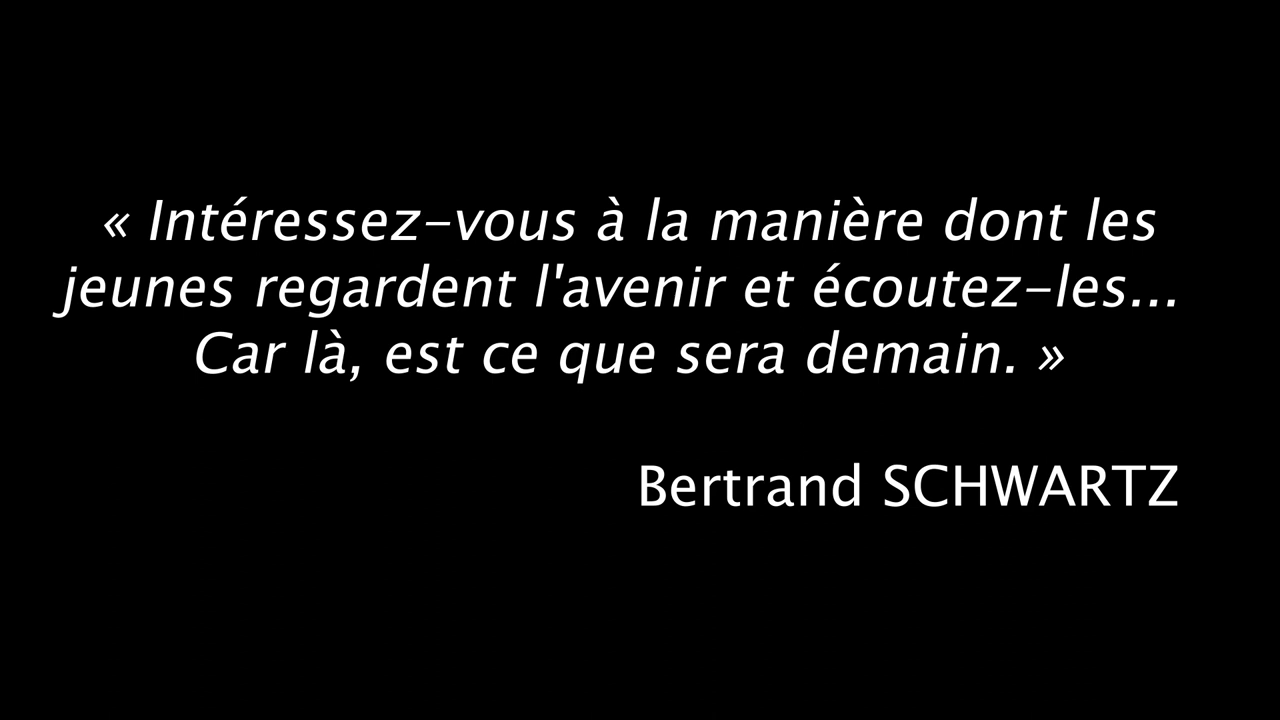 « Intéressez-vous à la manière dont les
jeunes regardent l'avenir et écoutez-les...
Car là, est ce que sera demain. »
Bertrand SCHWARTZ